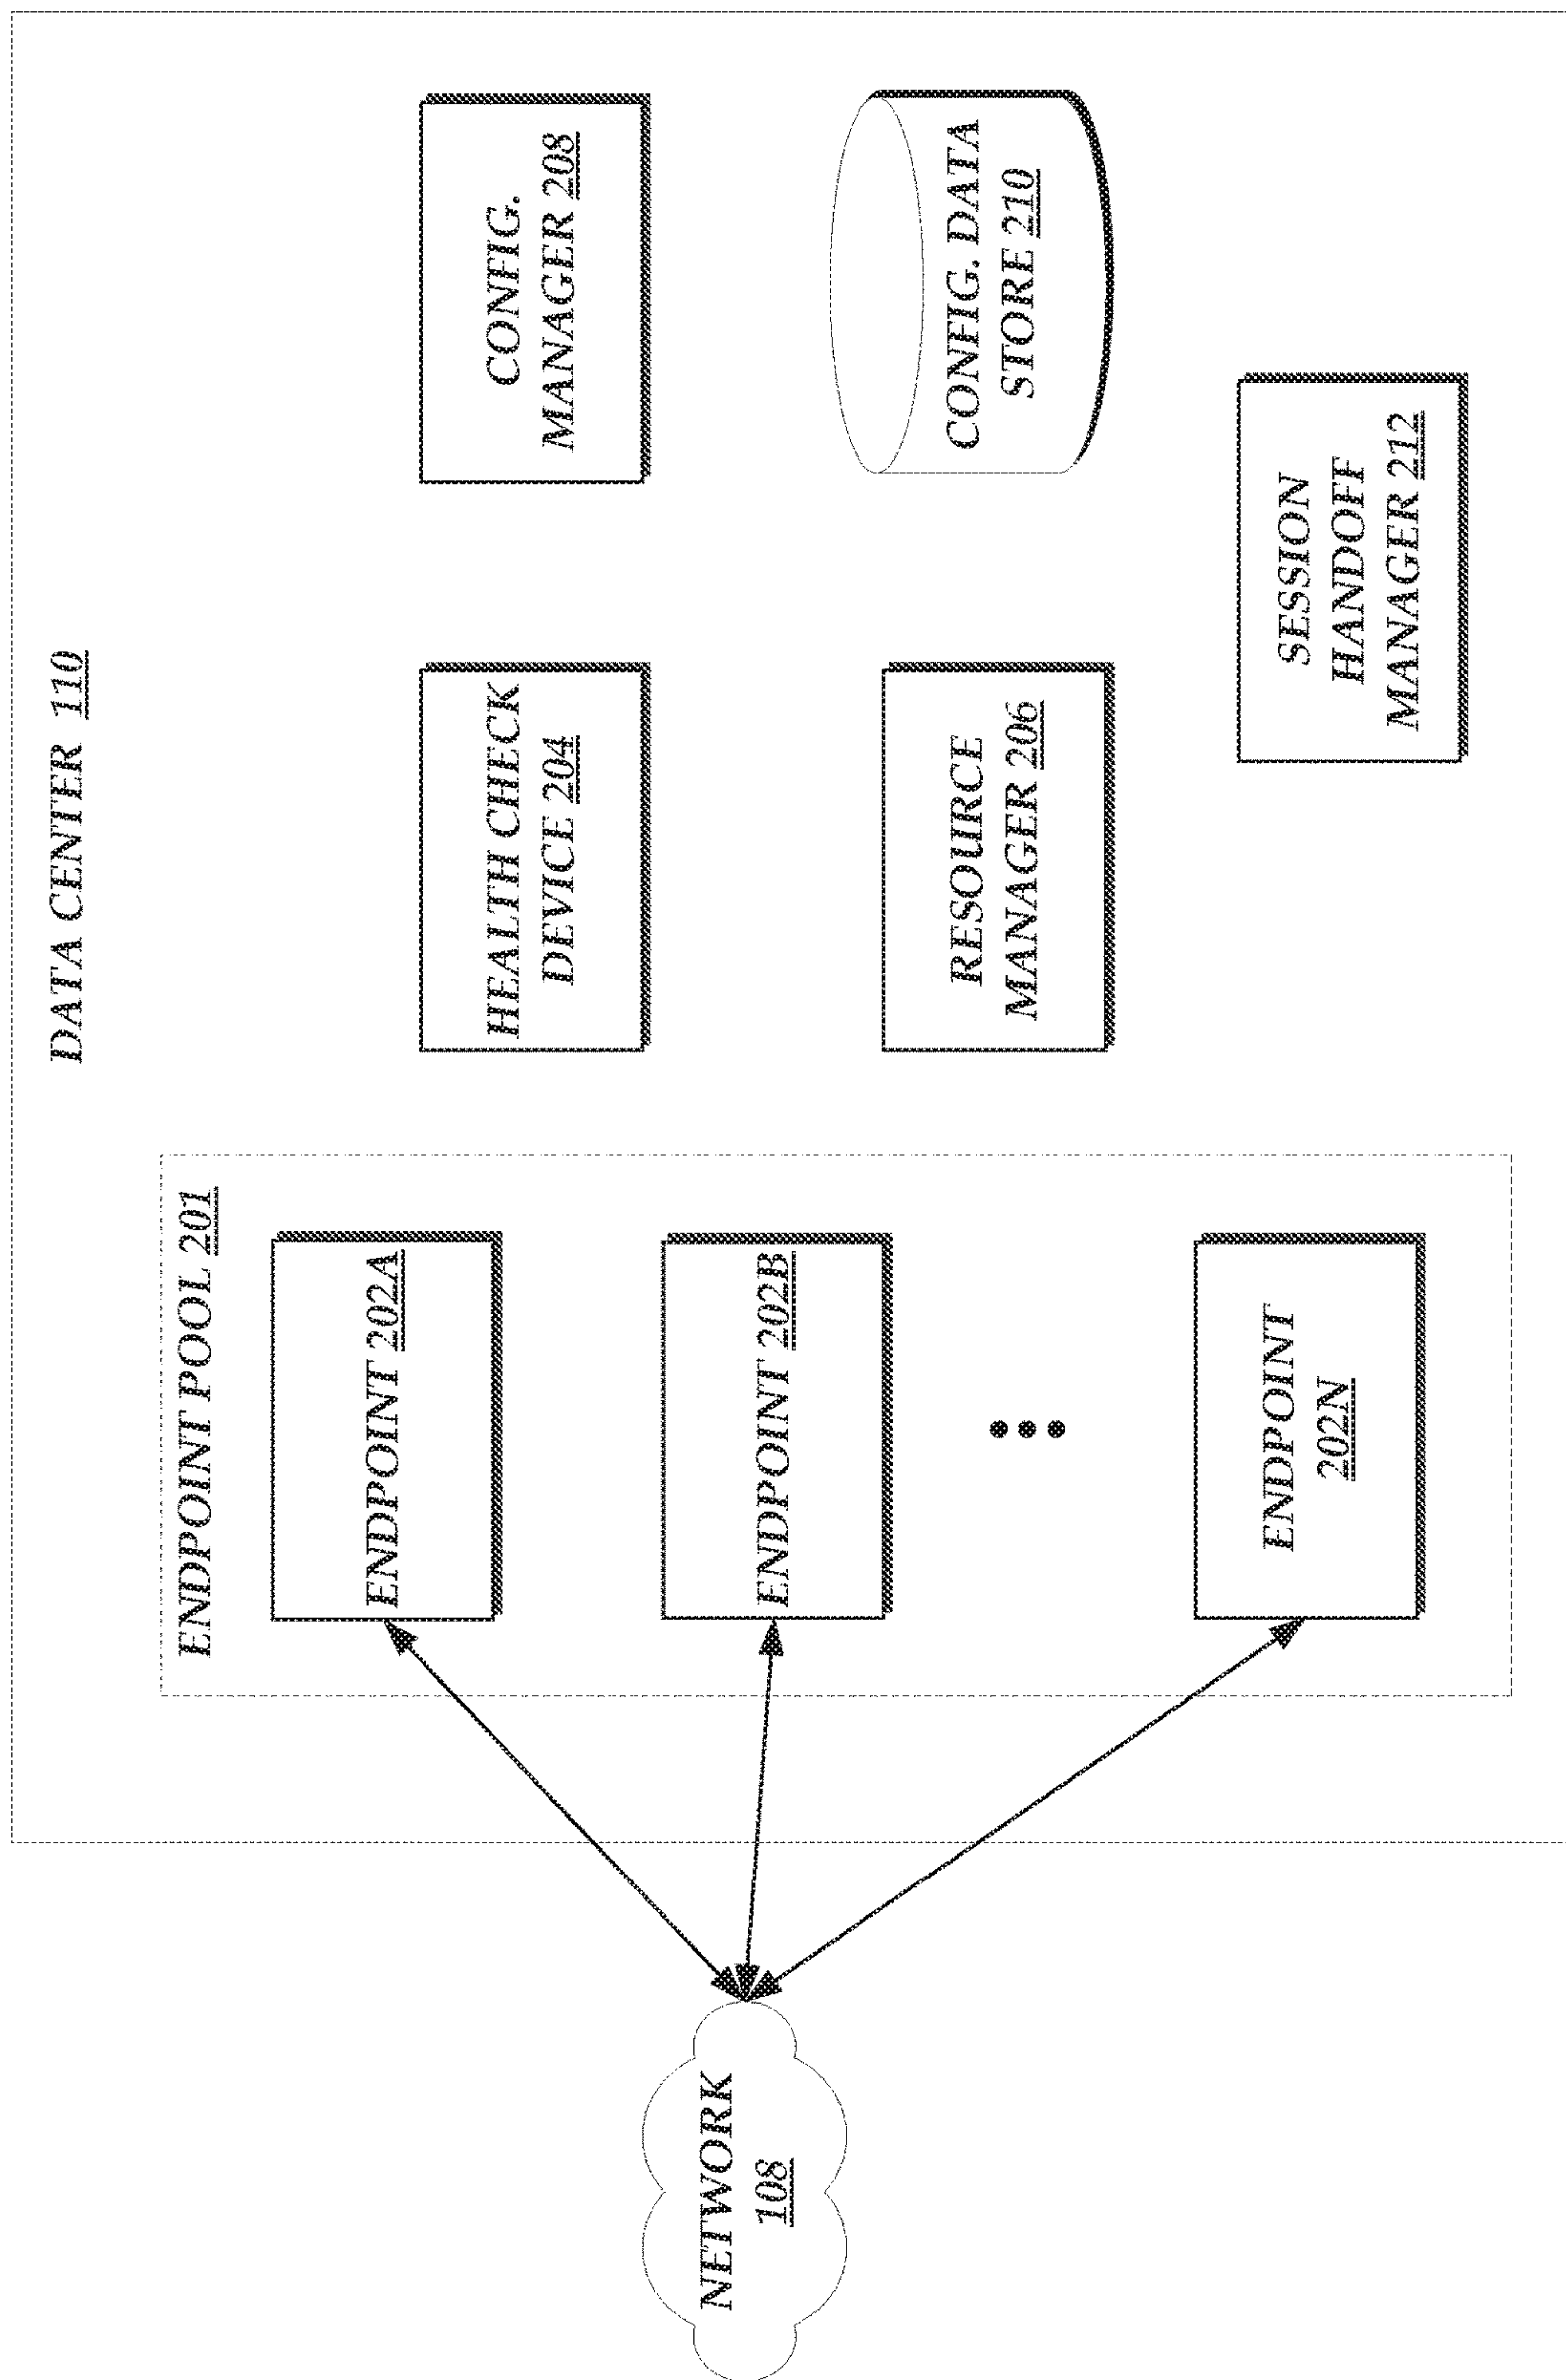 DATA CENTER 110
ENDPOINT POOL 201
ENDPOINT 202A
ENDPOINT 202B
ENDPOINT
202N
HEALTH CHECK
DEVICE 204
RESOURCE
MANAGER 206
CONFIG.
MANAGER 208
CONFIG. DATA
STORE 210
SESSION
HANDOFF
MANAGER 212
NETWORK
108